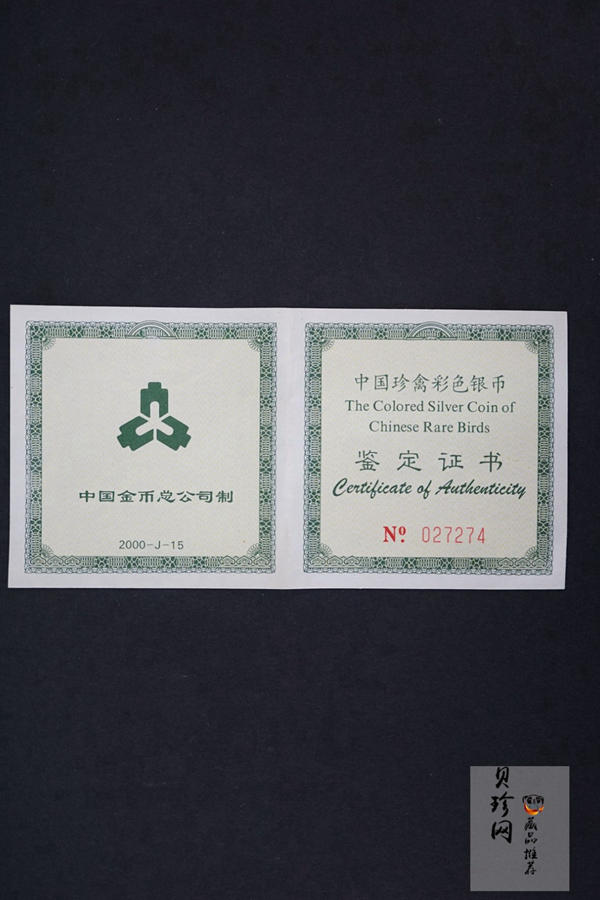 中国金币总公司制
2000-J-15
中国珍禽彩色银币
The Colored Silver Coin of
Chinese Rare Birds
鉴定证书
Certificate of Authenticity
Nº 027274
贝珍网
藏品推荐